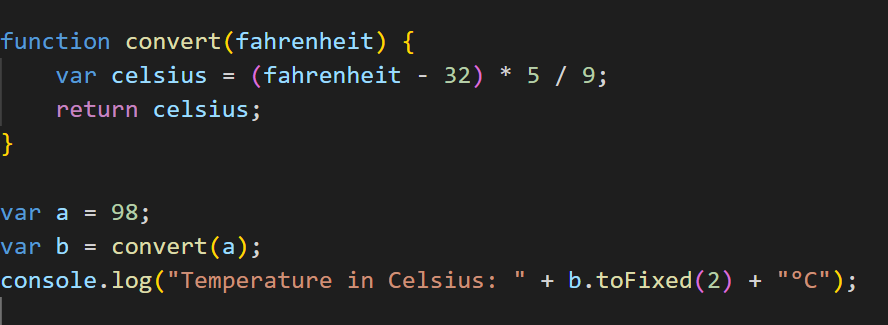 function convert(fahrenheit) {
    var celsius = (fahrenheit - 32) * 5 / 9;
    return celsius;
}

var a = 98;
var b = convert(a);
console.log("Temperature in Celsius: " + b.toFixed(2) + "°C");